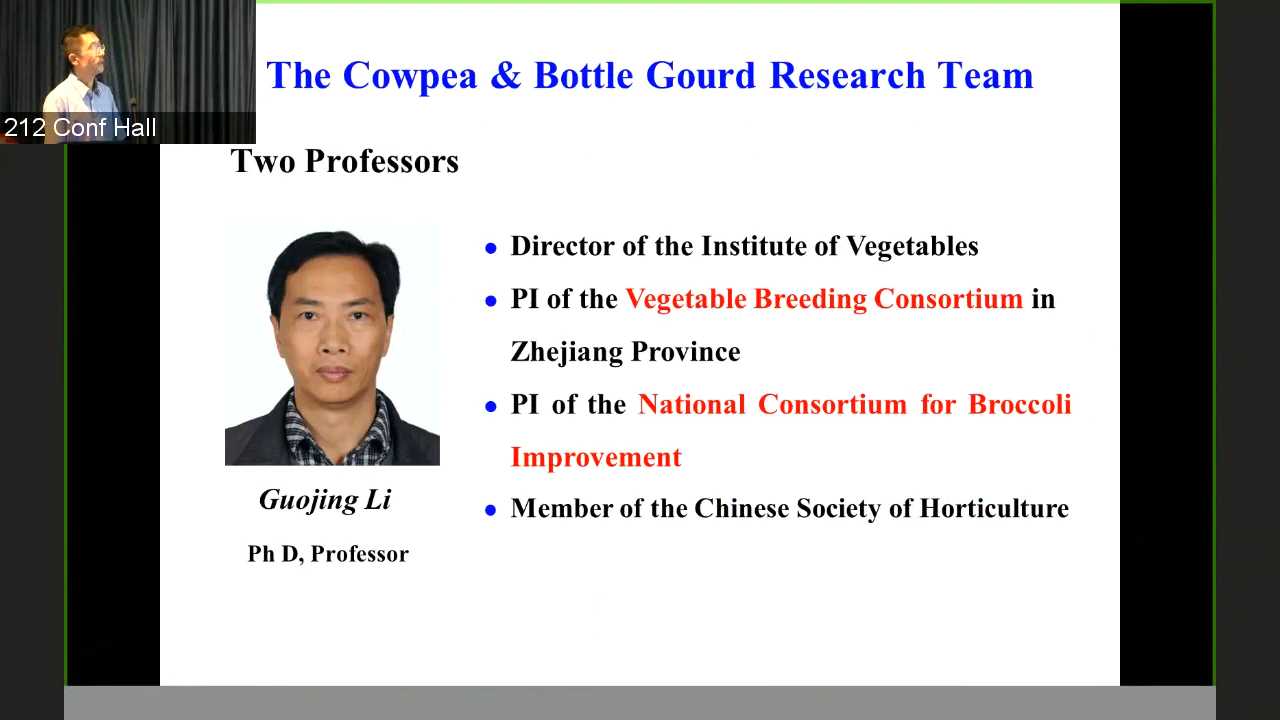 The Cowpea & Bottle Gourd Research Team
212 Conf Hall
Two Professors
● Director of the Institute of Vegetables
● PI of the Vegetable Breeding Consortium in
Zhejiang Province
● PI of the National Consortium for Broccoli
Improvement
● Member of the Chinese Society of Horticulture
Guojing Li
Ph D, Professor